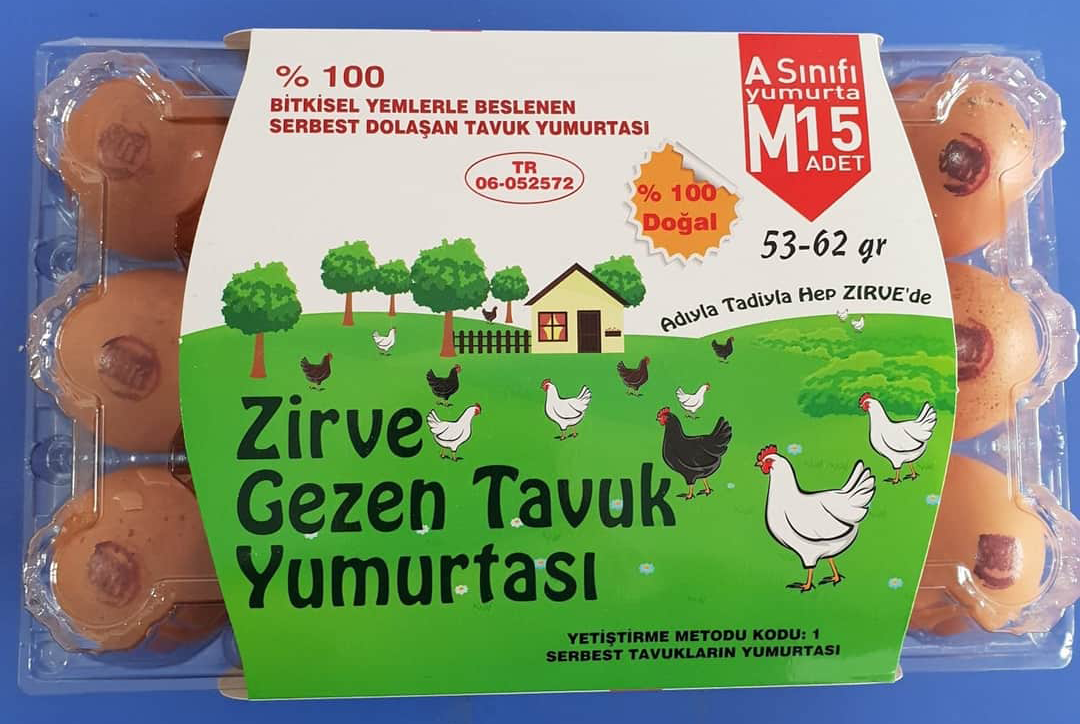 % 100
BİTKİSEL YEMLERLE BESLENEN
SERBEST DOLAŞAN TAVUK YUMURTASI
TR
06-052572
A Sınıfı
yumurta
M15
ADET
% 100
Doğal
53-62 gr
Adıyla Tadiyla Hep ZIRVE'de
Zirve
Gezen Tavuk
Yumurtası
YETİŞTİRME METODU KODU: 1
SERBEST TAVUKLARIN YUMURTASI